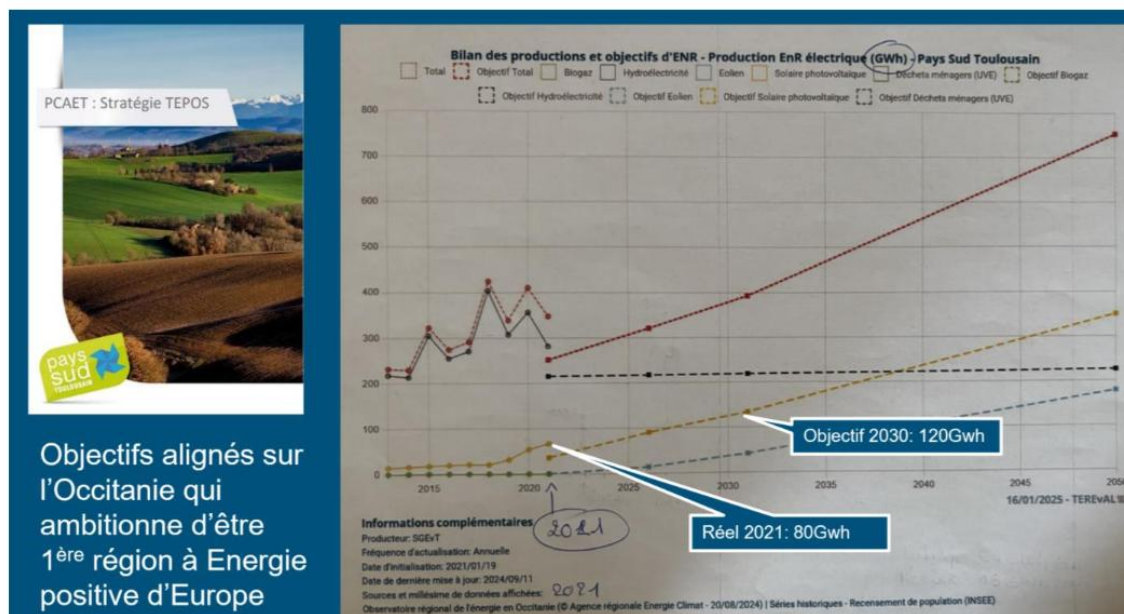 PCAET : Stratégie TEPOS
pays
sud
TOULOUSAIN
Objectifs alignés sur
l'Occitanie qui
ambitionne d'être
1ère région à Energie
positive d'Europe
Bilan des productions et objectifs d'ENR - Production EnR électrique (GWh) - Pays Sud Toulousain
Total Objectif Total Biogaz Hydroélectricité Eolien Solaire photovoltaïque Déchets ménagers (UVE) Objectif Biogaz
Objectif Hydroélectricité Objectif Eolien Objectif Solaire photovoltaïque Objectif Déchets ménagers (UVE)
800
700
600
500
400
300
200
100
0
2015 2020 2025 2030 2035 2040 2045 2050
Objectif 2030: 120Gwh
Réel 2021: 80Gwh
16/01/2025 - TEREvAL
2021
Informations complémentaires
Producteur: SGEvT
Fréquence d'actualisation: Annuelle
Date d'initialisation: 2021/01/19
Date de dernière mise à jour: 2024/09/11
Sources et millésime de données affichées: 2021
Observatoire régional de l'énergie en Occitanie (© Agence régionale Energie Climat - 20/08/2024) | Séries historiques - Recensement de population (INSEE)